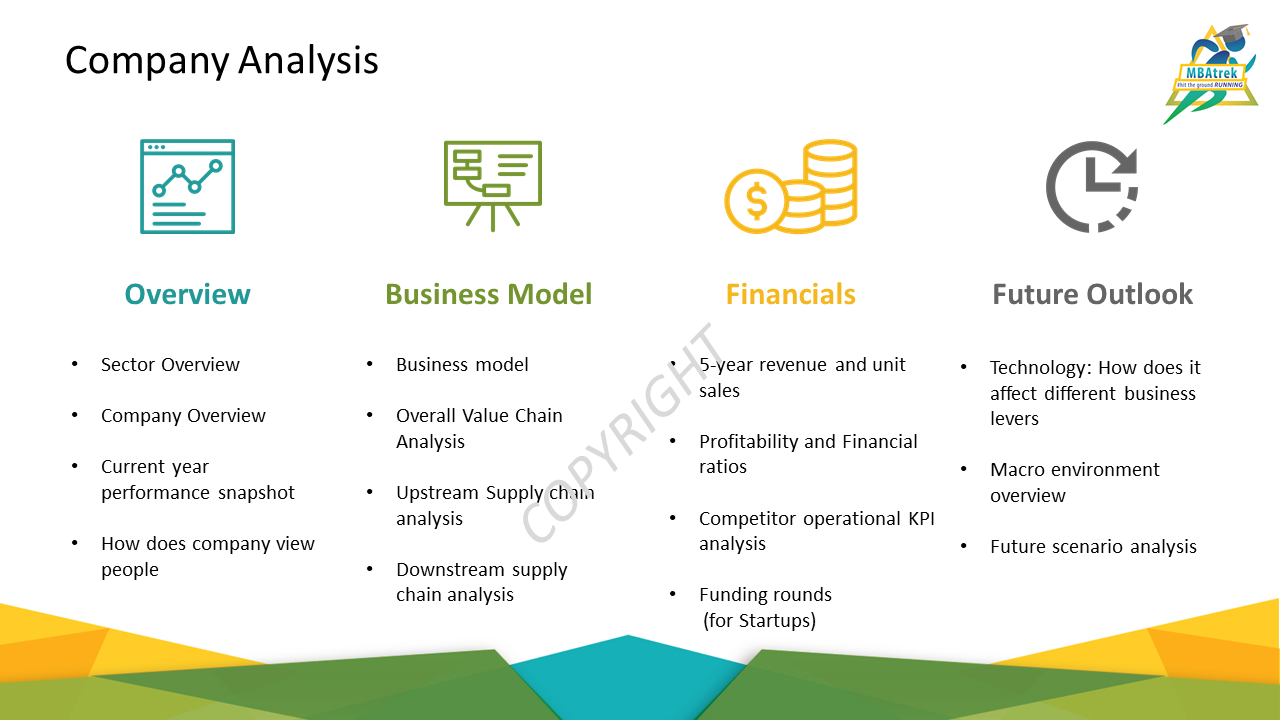 Company Analysis
MBAtrek
#hit the ground RUNNING
Overview
• Sector Overview
• Company Overview
• Current year
performance snapshot
• How does company view
people
Business Model
• Business model
• Overall Value Chain
Analysis
• Upstream Supply chain
analysis
• Downstream supply
chain analysis
Financials
$
• 5-year revenue and unit
sales
• Profitability and Financial
ratios
• Competitor operational KPI
analysis
• Funding rounds
(for Startups)
Future Outlook
• Technology: How does it
affect different business
levers
• Macro environment
overview
• Future scenario analysis
COPYRIGHT